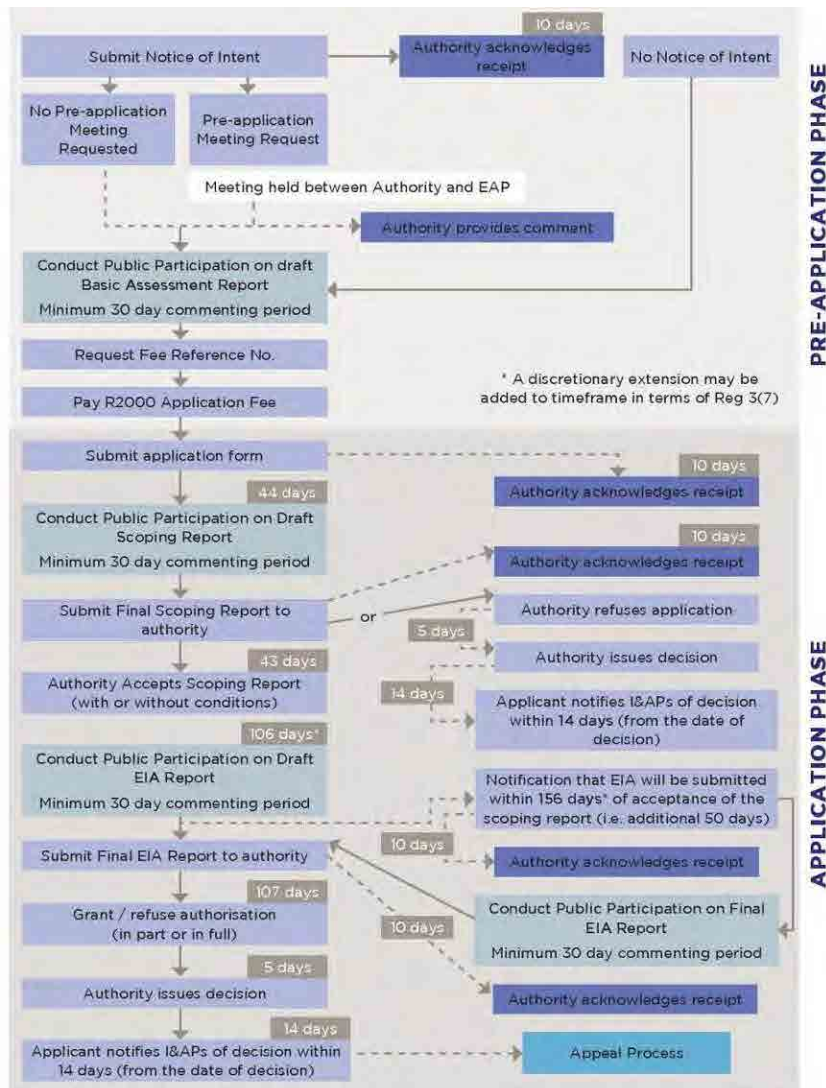 10 days
Submit Notice of Intent
Authority acknowledges
receipt
No Notice of Intent
No Pre-application
Meeting
Requested
Pre-application
Meeting Request
Meeting held between Authority and EAP
Authority provides comment
Conduct Public Participation on draft
Basic Assessment Report
Minimum 30 day commenting period
Request Fee Reference No.
* A discretionary extension may be
added to timeframe in terms of Reg 3(7)
Pay R2000 Application Fee
PRE-APPLICATION PHASE
Submit application form
10 days
Authority acknowledges receipt
44 days
Conduct Public Participation on Draft
Scoping Report
Minimum 30 day commenting period
10 days
Authority acknowledges receipt
Submit Final Scoping Report to
authority
or
Authority refuses application
5 days
Authority issues decision
43 days
Authority Accepts Scoping Report
(with or without conditions)
14 days
Applicant notifies I&APs of decision
within 14 days (from the date of
decision)
106 days*
Conduct Public Participation on Draft
EIA Report
Minimum 30 day commenting period
Notification that EIA will be submitted
within 156 days* of acceptance of the
scoping report (i.e. additional 50 days)
10 days
Authority acknowledges receipt
Submit Final EIA Report to authority
107 days
Grant / refuse authorisation
(in part or in full)
10 days
Conduct Public Participation on Final
EIA Report
Minimum 30 day commenting period
5 days
Authority issues decision
Authority acknowledges receipt
14 days
Applicant notifies I&APs of decision within
14 days (from the date of decision)
Appeal Process
APPLICATION PHASE